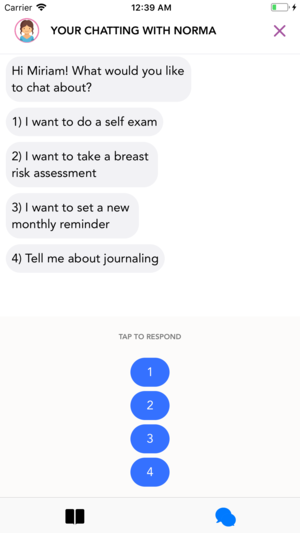 Carrier 12:39 AM
YOUR CHATTING WITH NORMA
Hi Miriam! What would you like
to chat about?
1) I want to do a self exam
2) I want to take a breast
risk assessment
3) I want to set a new
monthly reminder
4) Tell me about journaling
TAP TO RESPOND
1
2
3
4